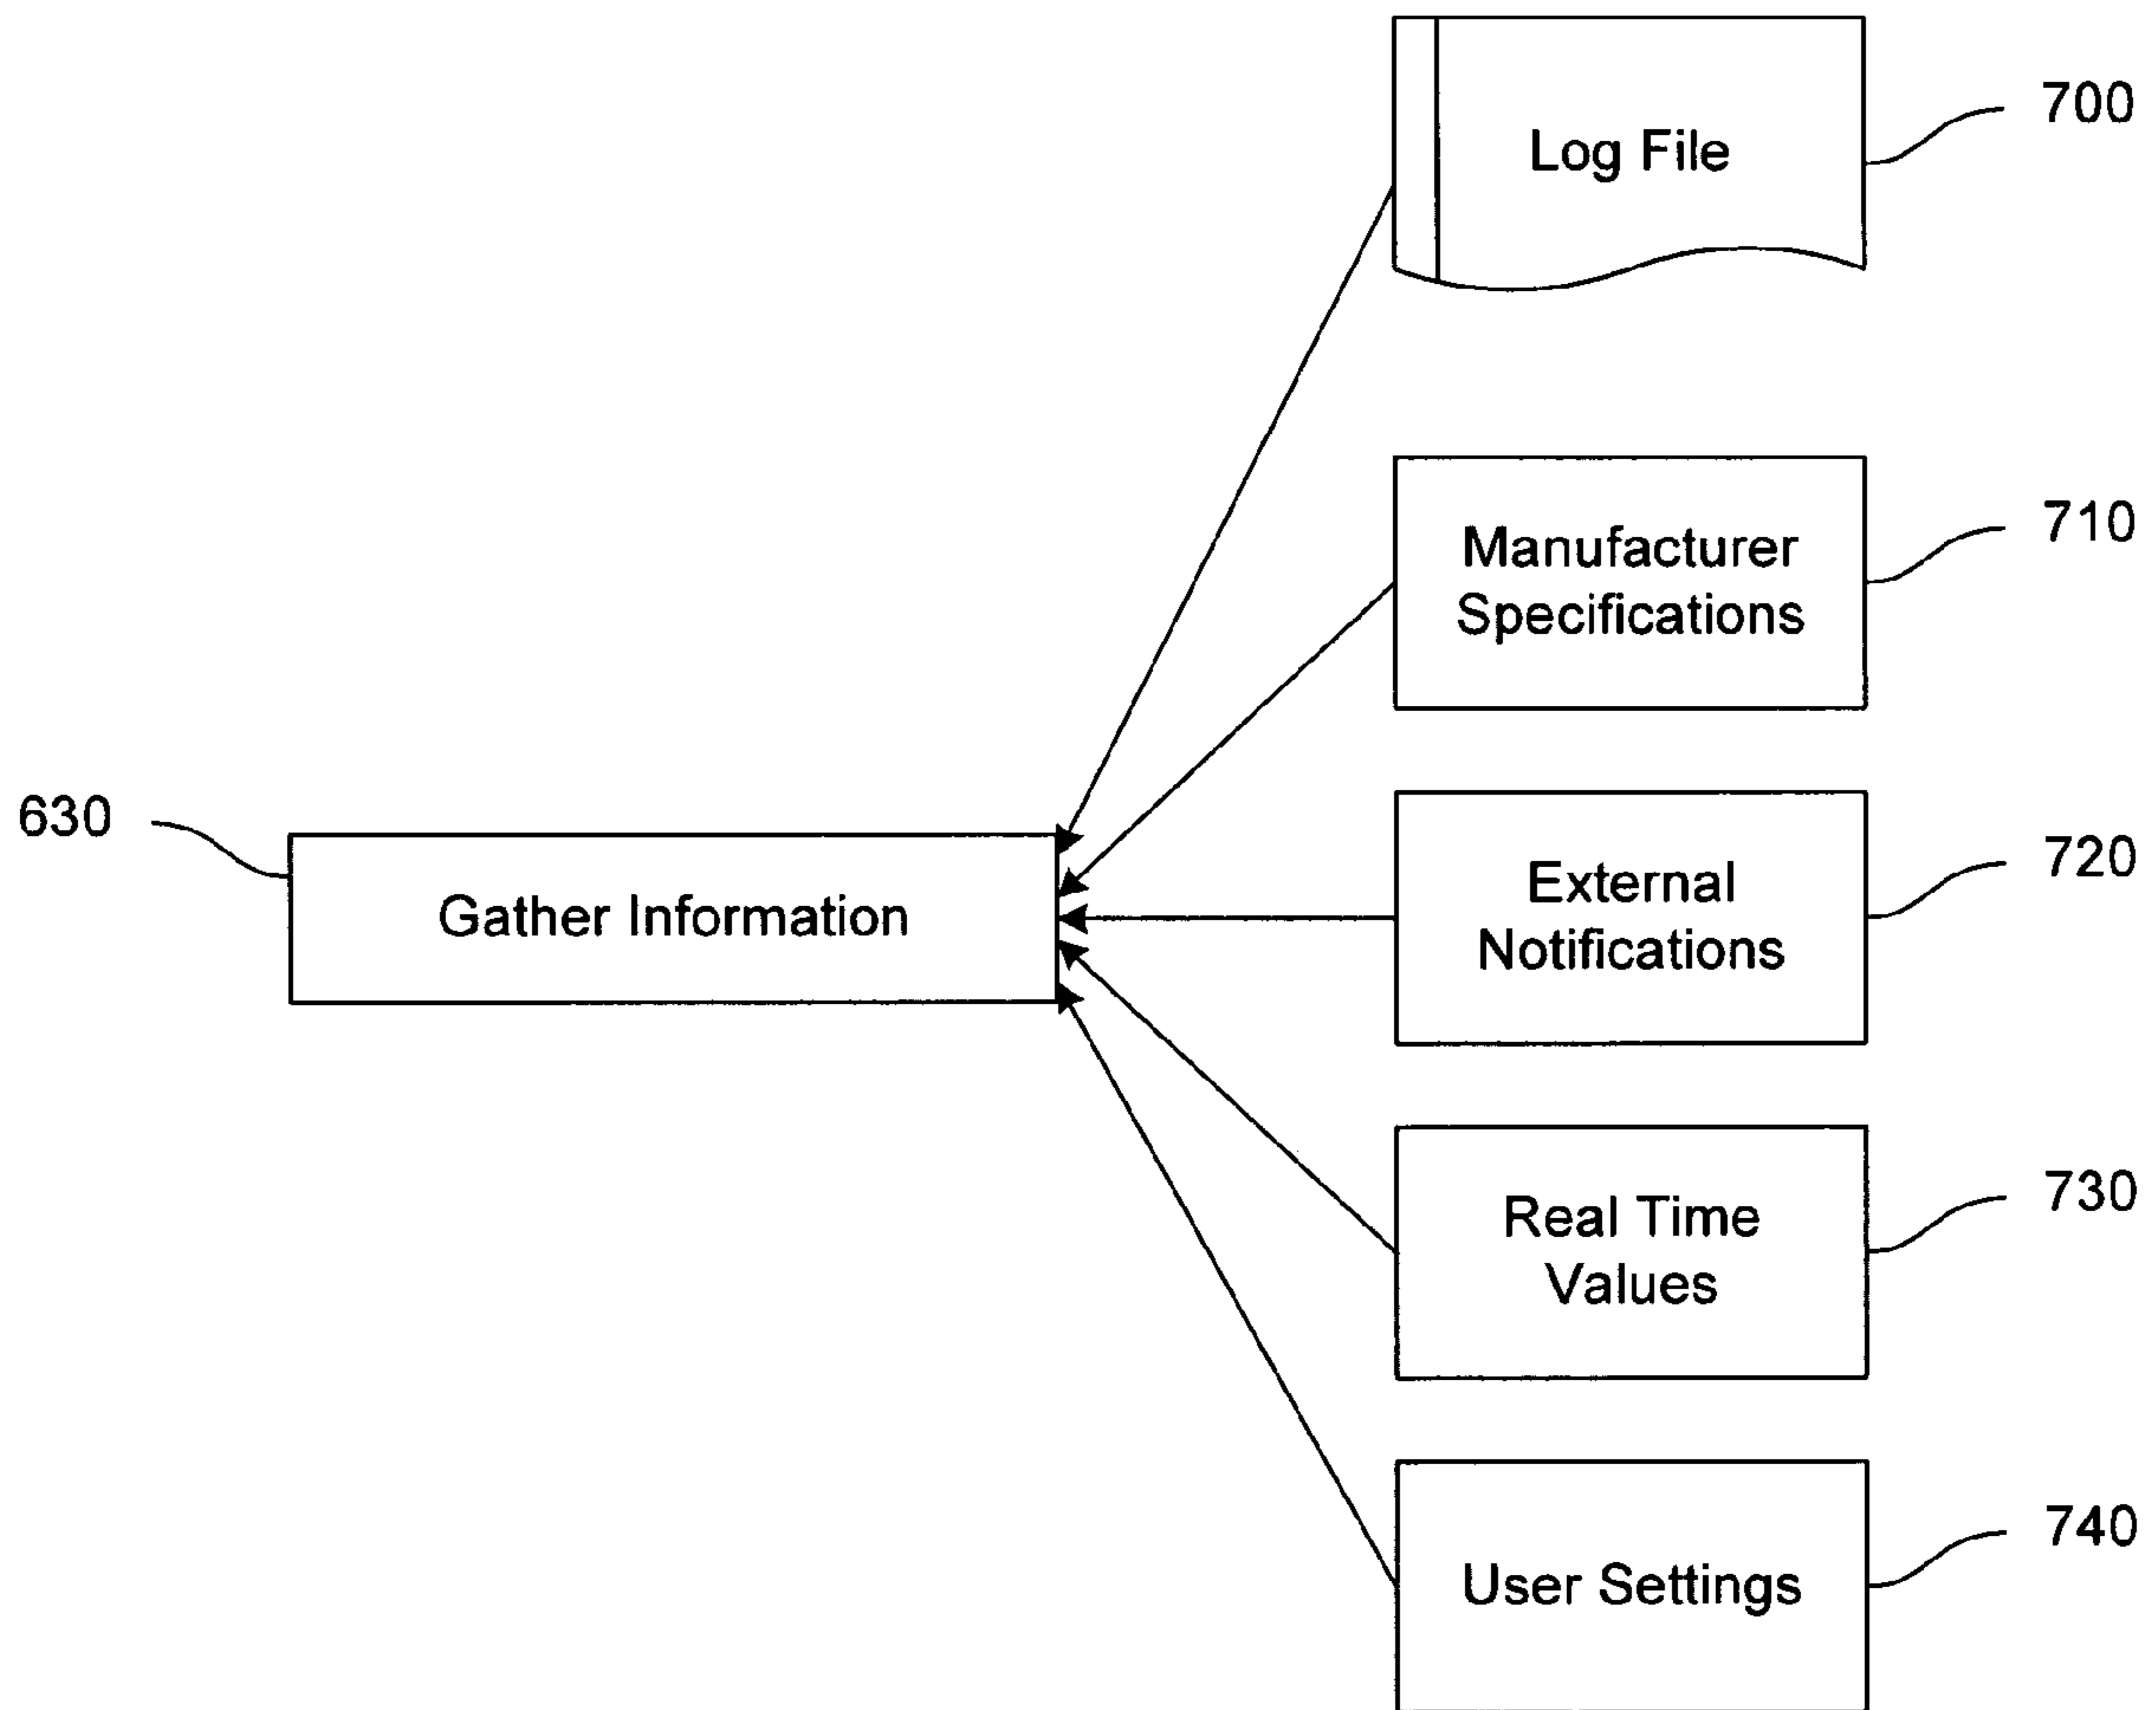 700
Log File
710
Manufacturer
Specifications
630
720
External
Notifications
Gather Information
730
Real Time
Values
740
User Settings